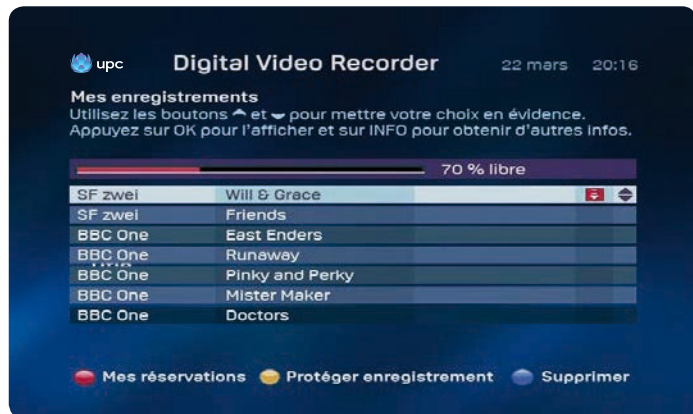 upc Digital Video Recorder 22 mars 20:16
Mes enregistrements
Utilisez les boutons et pour mettre votre choix en évidence.
Appuyez sur OK pour l'afficher et sur INFO pour obtenir d'autres infos.
70 % libre
SF zwei Will & Grace
SF zwei Friends
BBC One East Enders
BBC One Runaway
BBC One Pinky and Perky
BBC One Mister Maker
BBC One Doctors
Mes réservations Protéger enregistrement Supprimer